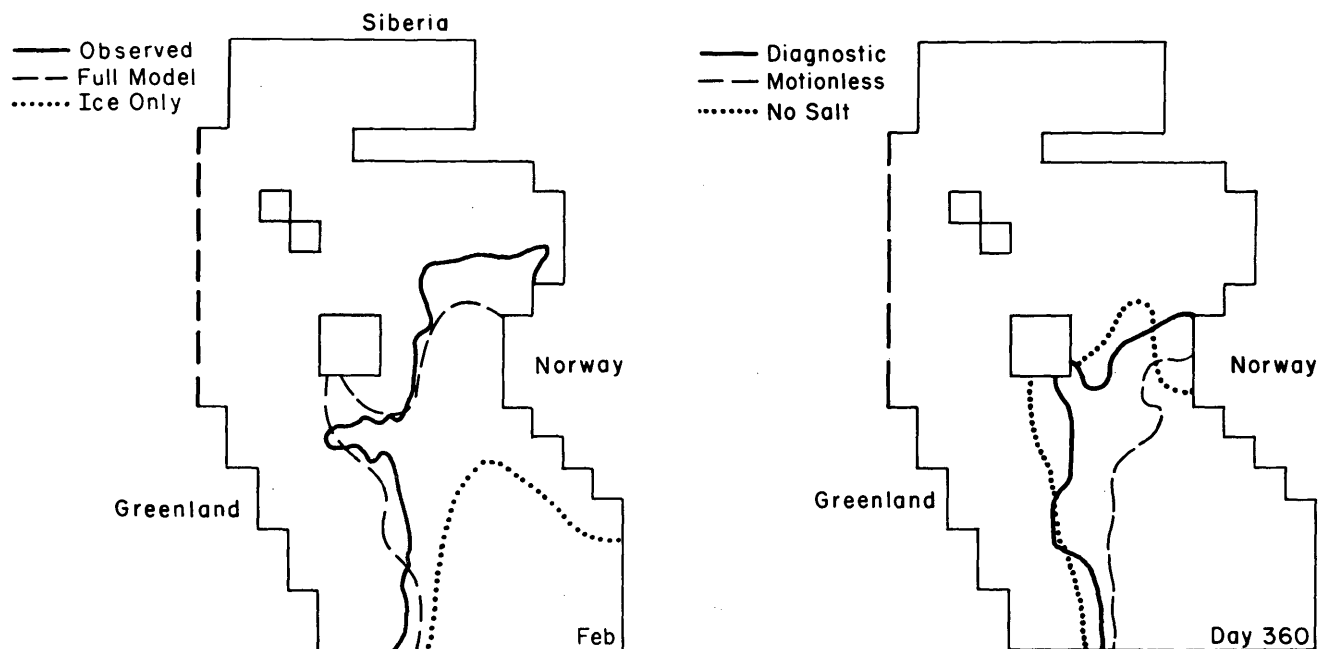 Siberia
Observed
Full Model
Ice Only
Norway
Greenland
Feb
Diagnostic
Motionless
No Salt
Norway
Greenland
Day 360